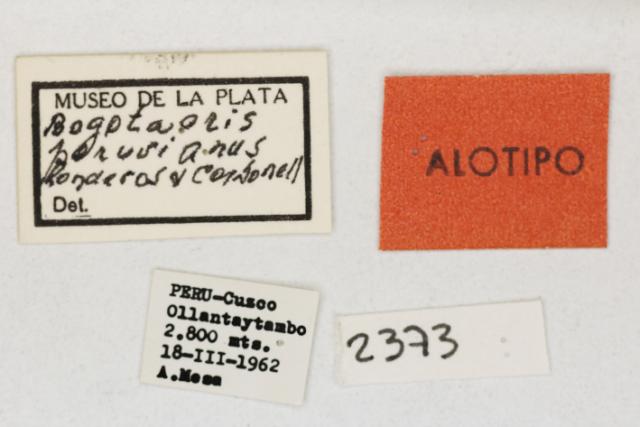 MUSEO DE LA PLATA
Bogotacris
peruvianus
Ronderos & Carbonell
Det.
ALOTIPO
PERU-Cuzco
Ollantaytambo
2.800 mts.
18-III-1962
A.Mesa
2373